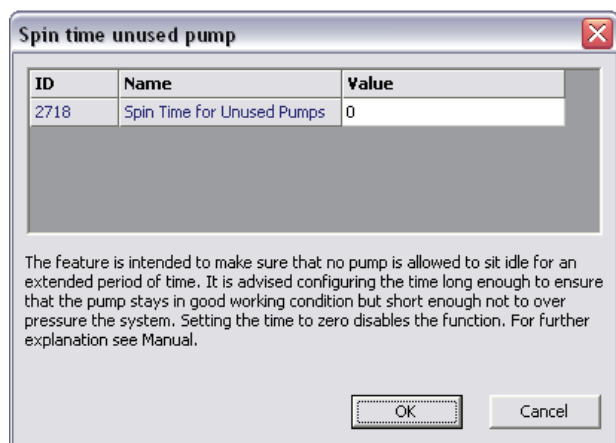 Spin time unused pump
ID Name Value
2718 Spin Time for Unused Pumps 0
The feature is intended to make sure that no pump is allowed to sit idle for an
extended period of time. It is advised configuring the time long enough to ensure
that the pump stays in good working condition but short enough not to over
pressure the system. Setting the time to zero disables the function. For further
explanation see Manual.
OK Cancel